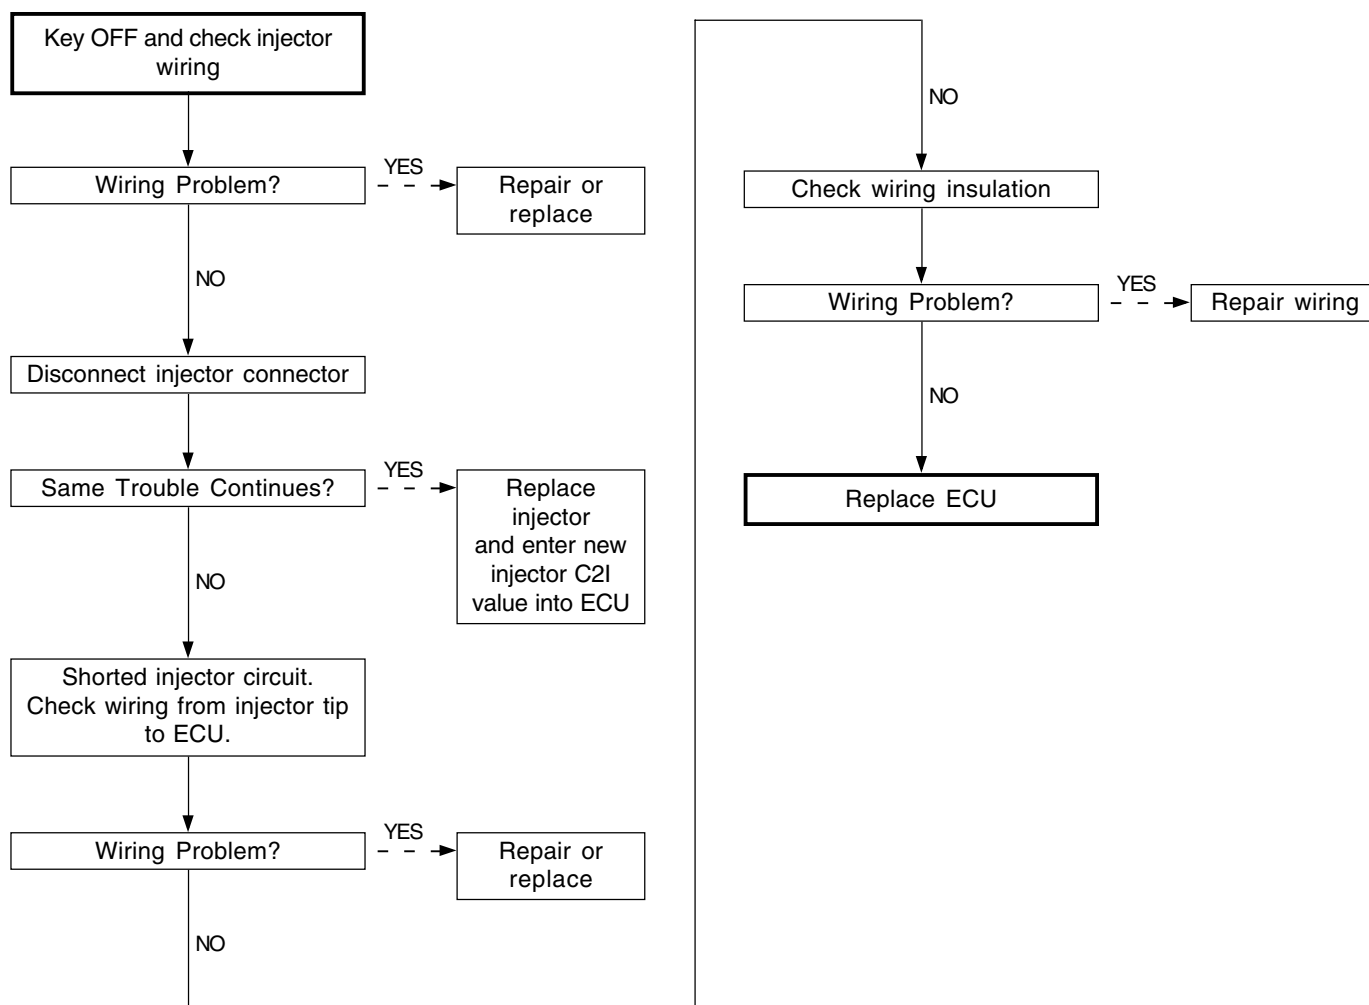 Key OFF and check injector
wiring
Wiring Problem?
YES
Repair or
replace
NO
Disconnect injector connector
Same Trouble Continues?
YES
Replace
injector
and enter new
injector C2I
value into ECU
NO
Shorted injector circuit.
Check wiring from injector tip
to ECU.
Wiring Problem?
YES
Repair or
replace
NO
NO
Check wiring insulation
Wiring Problem?
YES
Repair wiring
NO
Replace ECU